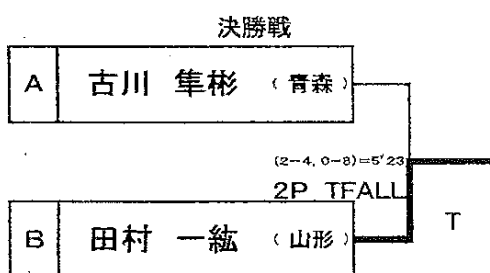 決勝戦
A 古川 隼彬 (青森)
(2-4, 0-8)=5'23
2P TFALL
T
B 田村 一紘 (山形)